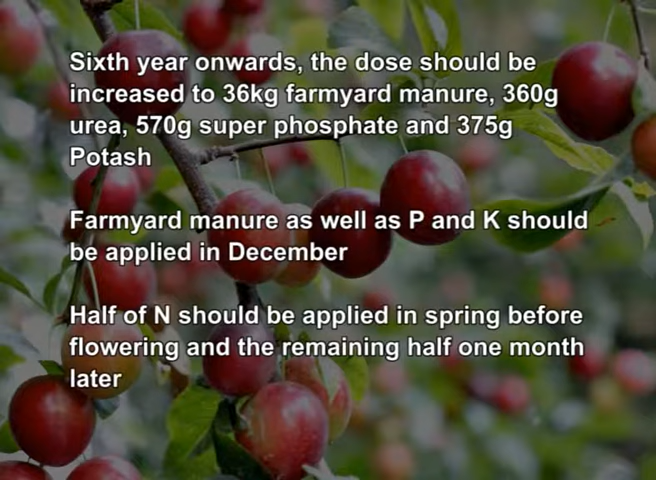 Sixth year onwards, the dose should be
increased to 36kg farmyard manure, 360g
urea, 570g super phosphate and 375g
Potash
Farmyard manure as well as P and K should
be applied in December
Half of N should be applied in spring before
flowering and the remaining half one month
later